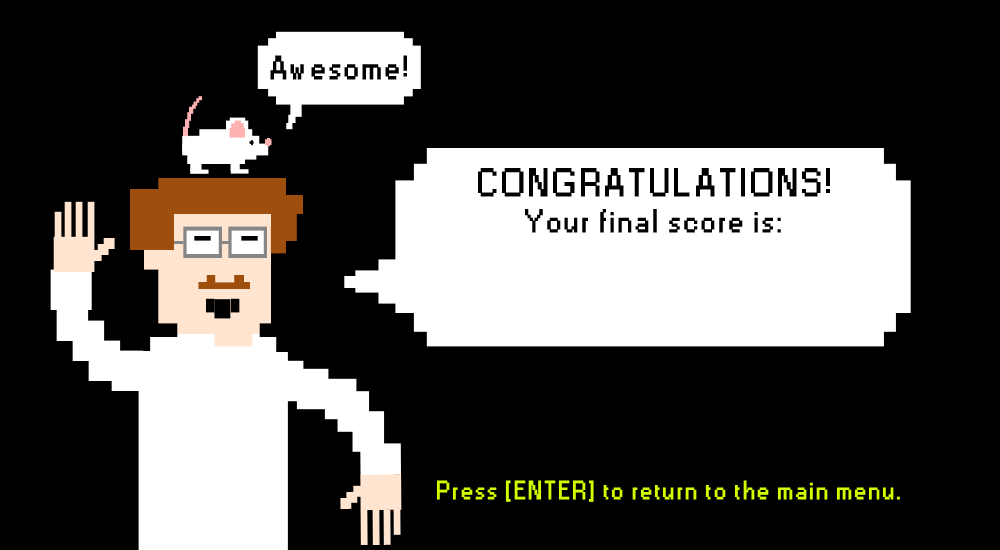 Awesome!
CONGRATULATIONS!
Your final score is:
Press [ENTER] to return to the main menu.